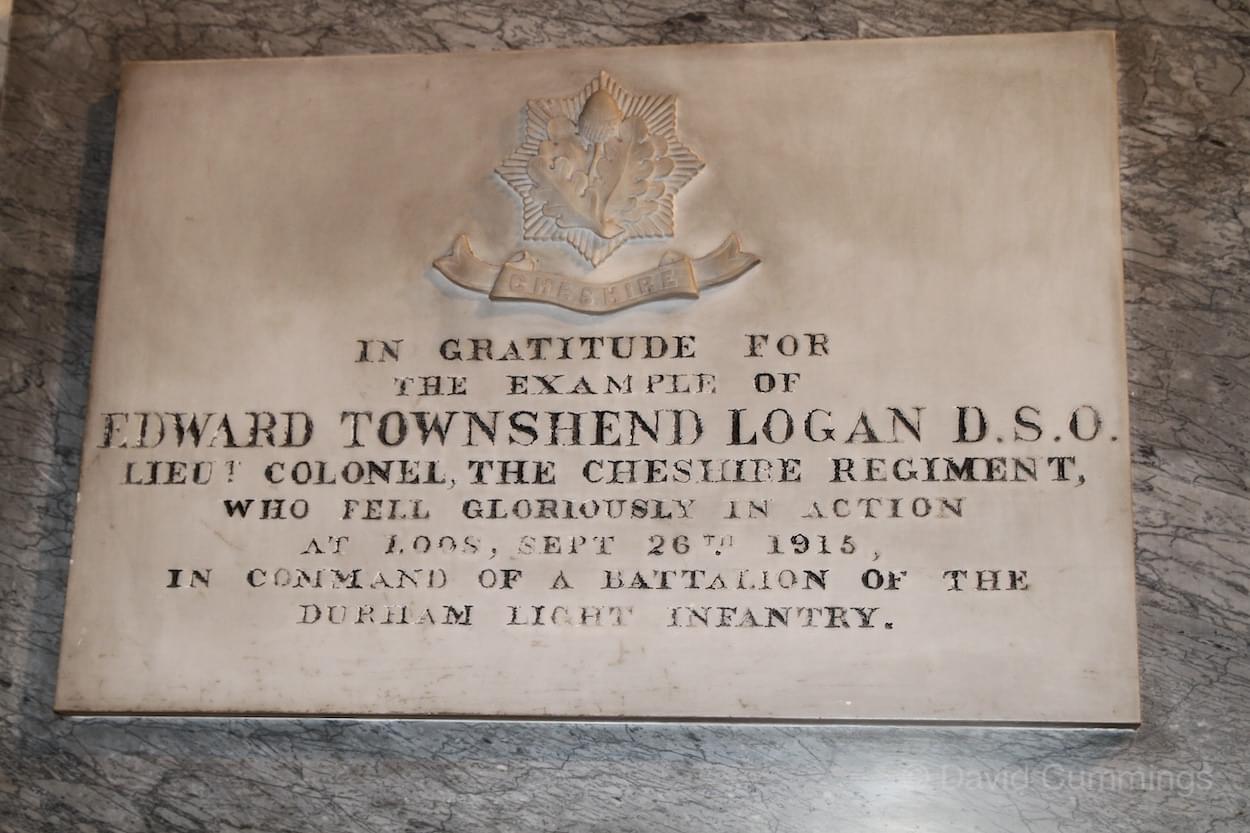 CHESHIRE
IN GRATITUDE FOR
THE EXAMPLE OF
EDWARD TOWNSHEND LOGAN D.S.O.
LIEUT COLONEL, THE CHESHIRE REGIMENT,
WHO FELL GLORIOUSLY IN ACTION
AT LOOS, SEPT 26TH 1915,
IN COMMAND OF A BATTALION OF THE
DURHAM LIGHT INFANTRY.
© David Cummings